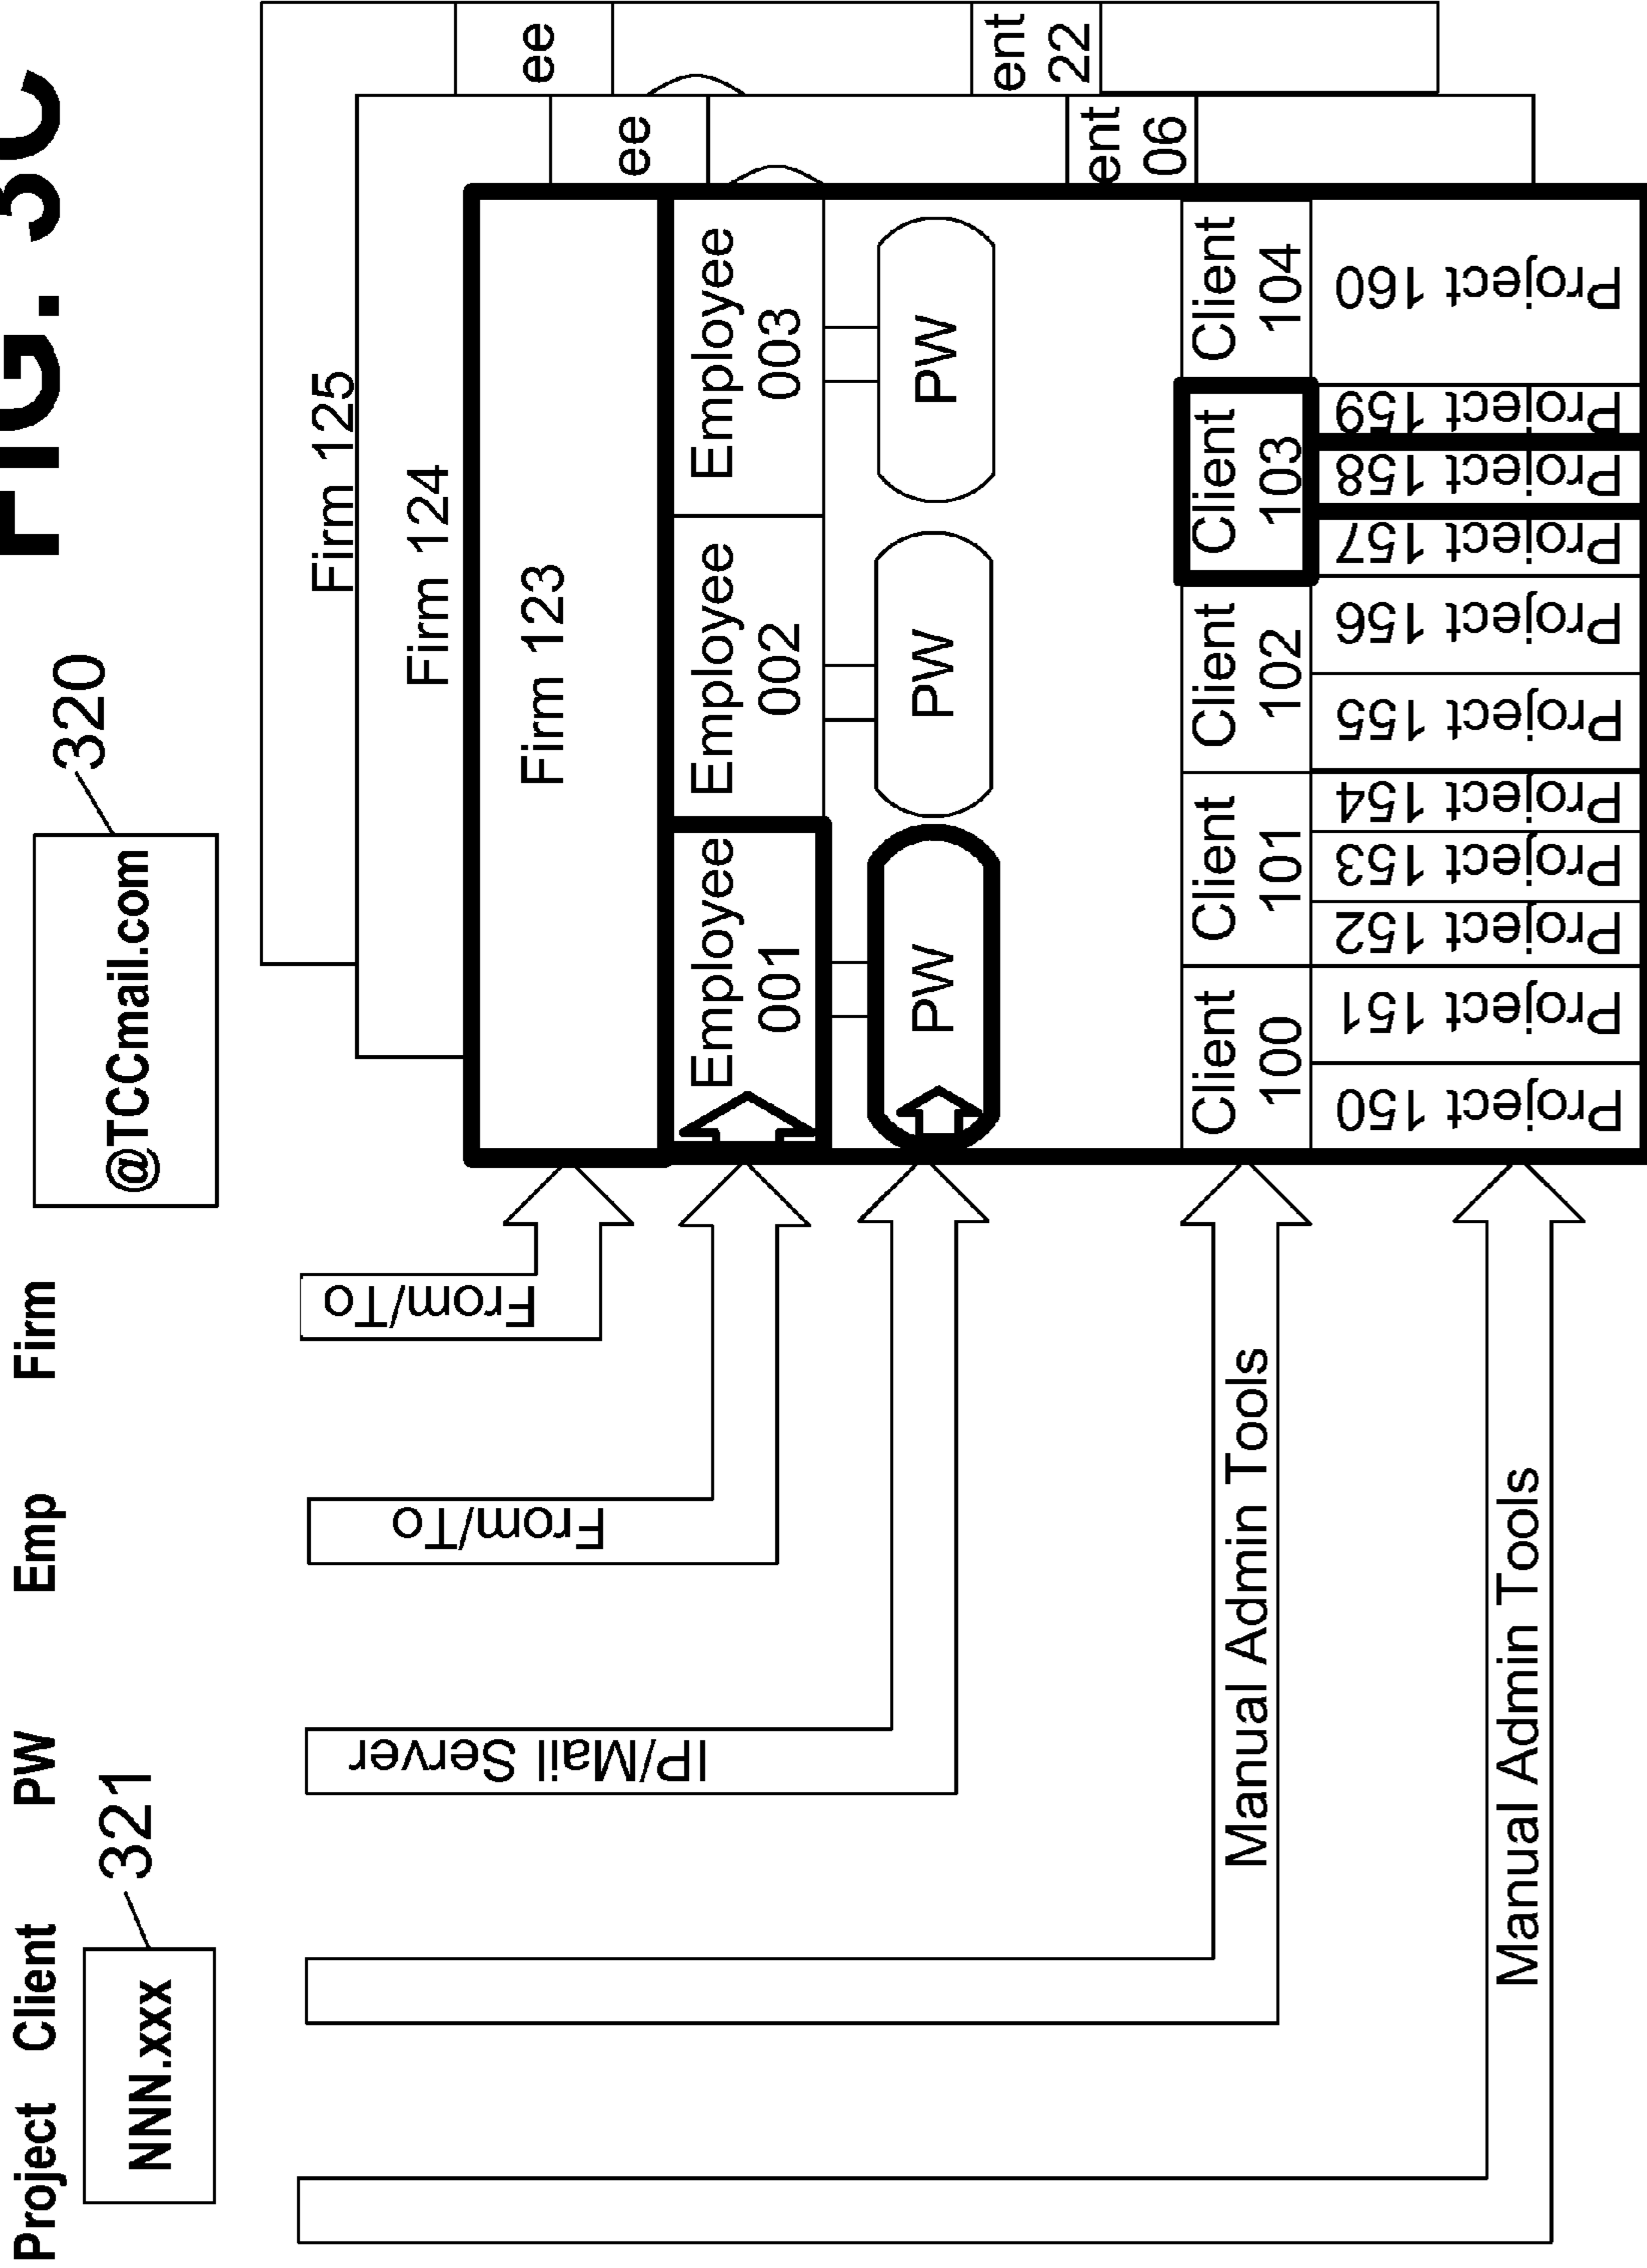 FIG. 3C
Project Client PW Emp Firm
NNN.xxx
321
@TCCmail.com
320
From/To
From/To
IP/Mail Server
Manual Admin Tools
Manual Admin Tools
Firm 125
ee
ent
22
Firm 124
ee
ent
06
Firm 123
Employee
001
Employee
002
Employee
003
PW
PW
PW
Client
100
Client
101
Client
102
Client
103
Client
104
Project 150
Project 151
Project 152
Project 153
Project 154
Project 155
Project 156
Project 157
Project 158
Project 159
Project 160